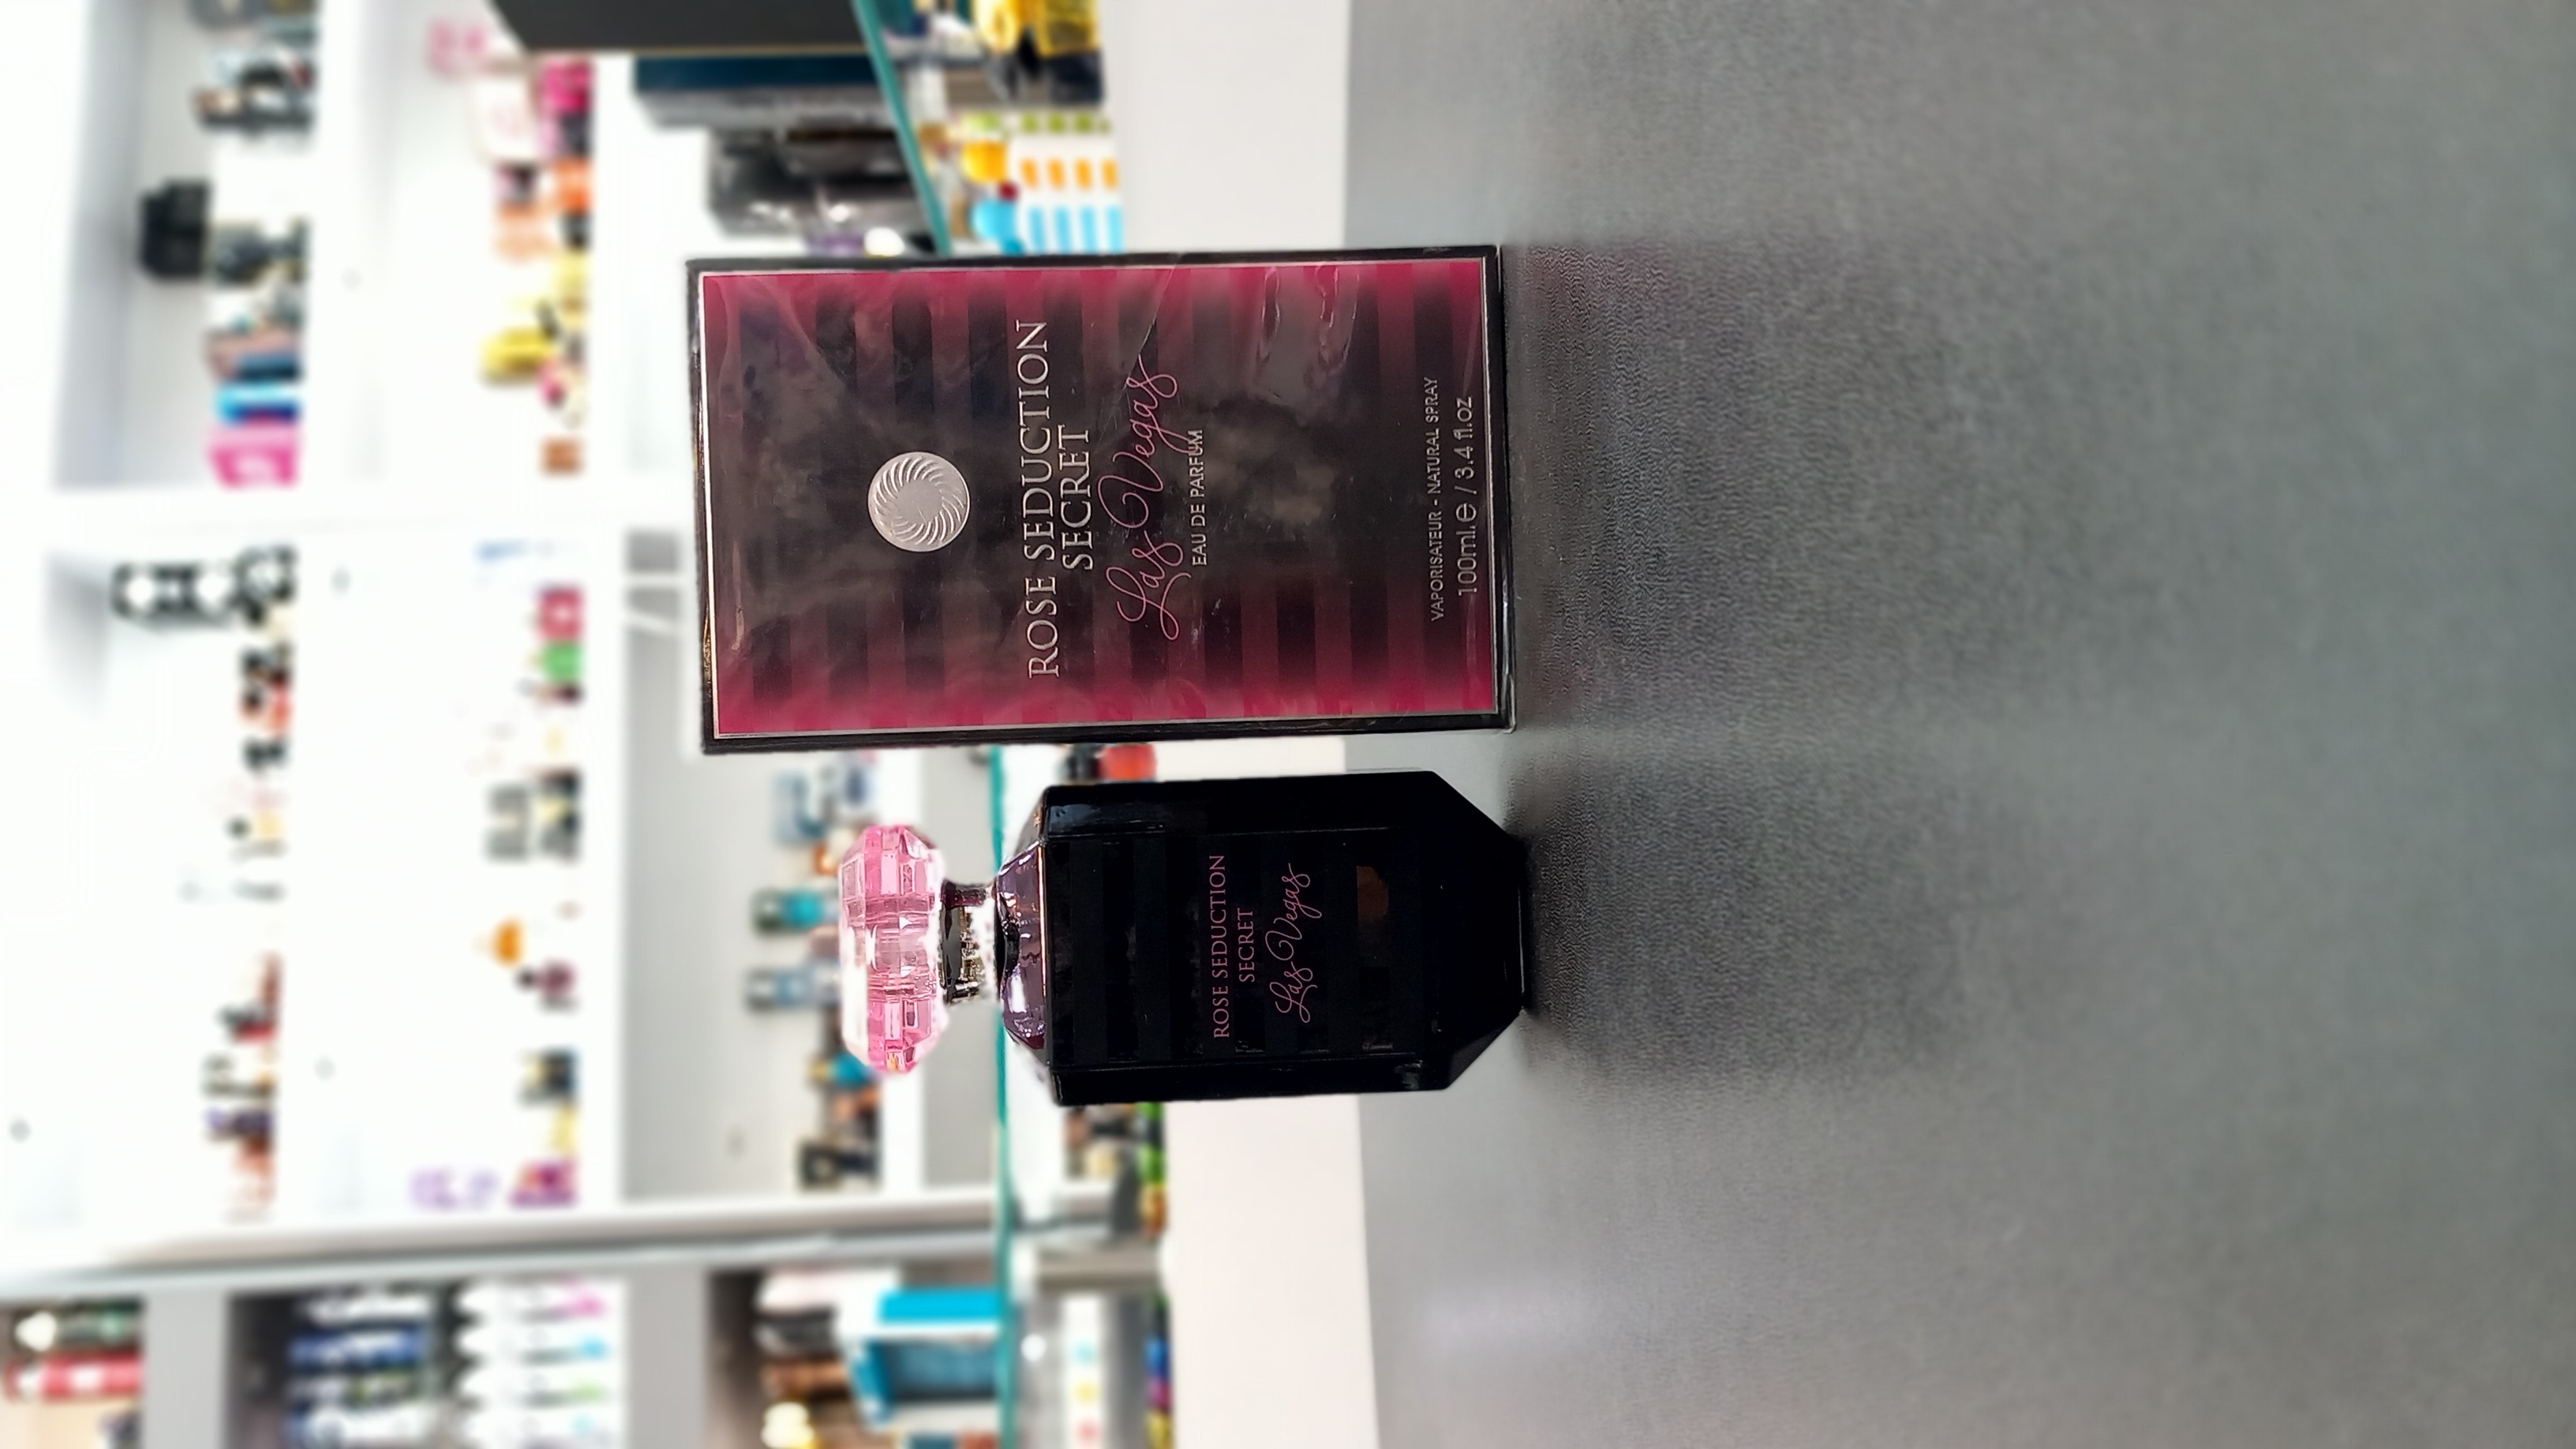 ROSE SEDUCTION
SECRET
Las Vegas
EAU DE PARFUM
VAPORISATEUR - NATURAL SPRAY
100ml.℮ / 3.4 fl.oz
ROSE SEDUCTION
SECRET
Las Vegas